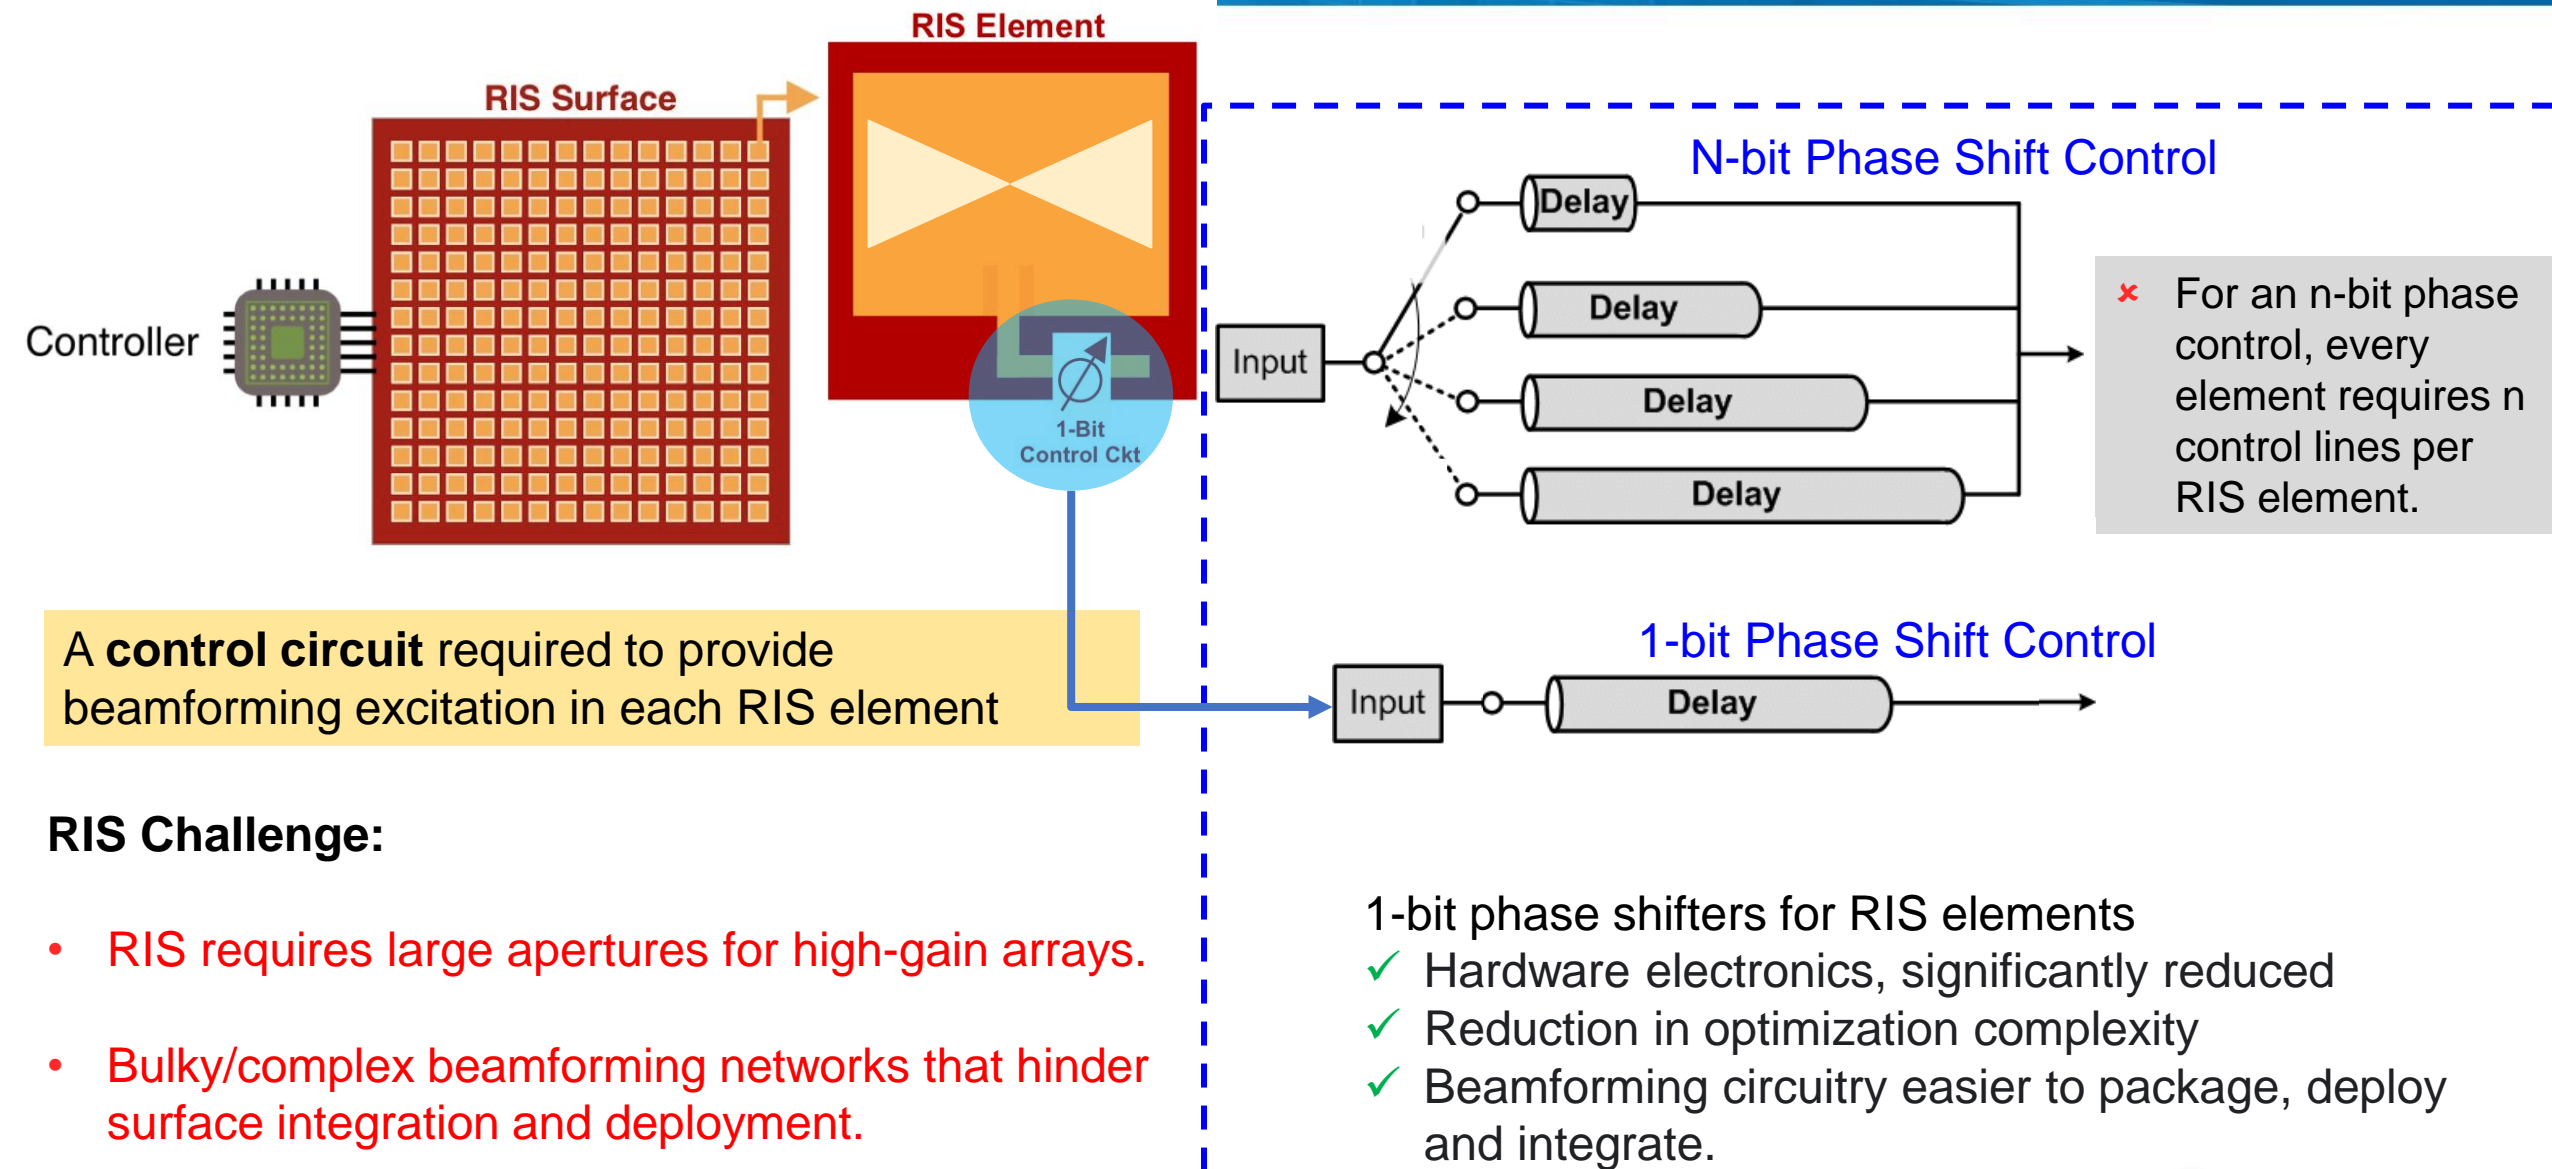 RIS Element
RIS Surface
Controller
1-Bit
Control Ckt
A control circuit required to provide
beamforming excitation in each RIS element
RIS Challenge:
• RIS requires large apertures for high-gain arrays.
• Bulky/complex beamforming networks that hinder
surface integration and deployment.
N-bit Phase Shift Control
Input
Delay
Delay
Delay
Delay
✘ For an n-bit phase
control, every
element requires n
control lines per
RIS element.
1-bit Phase Shift Control
Input
Delay
1-bit phase shifters for RIS elements
✓ Hardware electronics, significantly reduced
✓ Reduction in optimization complexity
✓ Beamforming circuitry easier to package, deploy
and integrate.